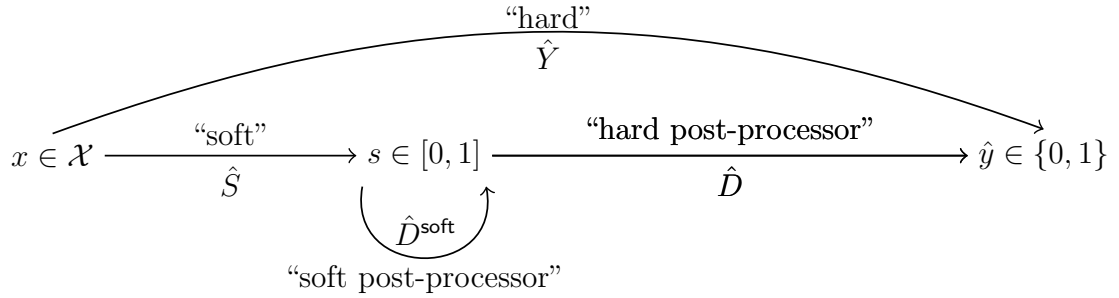 “hard”
Ŷ
“soft” “hard post-processor”
x ∈ 𝒳 s ∈ [0, 1] ŷ ∈ {0, 1}
Ŝ D̂
D̂^soft
“soft post-processor”